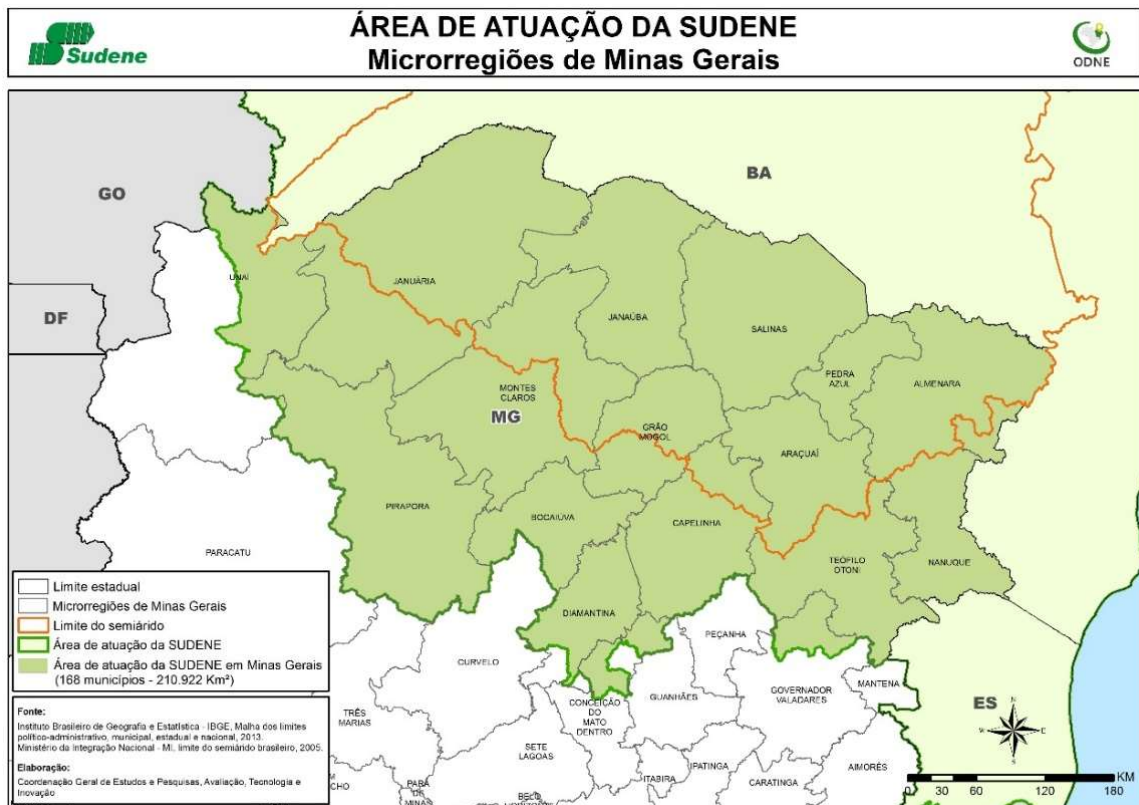 Sudene
ÁREA DE ATUAÇÃO DA SUDENE
Microrregiões de Minas Gerais
ODNE
GO
BA
DF
UNAÍ
JANUÁRIA
JANAÚBA
SALINAS
PEDRA
AZUL
ALMENARA
MONTES
CLAROS
MG
GRÃO
MOGOL
ARAÇUAÍ
PIRAPORA
BOCAIÚVA
CAPELINHA
TEOFILO
OTONI
NANUQUE
PARACATU
DIAMANTINA
PEÇANHA
CURVELO
GUANHÃES
GOVERNADOR
VALADARES
MANTENA
TRÊS
MARIAS
CONCEIÇÃO
DO
MATO
DENTRO
SETE
LAGOAS
IPATINGA
ITABIRA
CARATINGA
AIMORÉS
PARÁ
DE
MINAS
BELO
CHO
ES
N
E
S
W
Limite estadual
Microrregiões de Minas Gerais
Limite do semiárido
Área de atuação da SUDENE
Área de atuação da SUDENE em Minas Gerais
(168 municípios - 210.922 Km²)
Fonte:
Instituto Brasileiro de Geografia e Estatística - IBGE, Malha dos limites
político-administrativo, municipal, estadual e nacional, 2013.
Ministério da Integração Nacional - MI, limite do semiárido brasileiro, 2005.
Elaboração:
Coordenação Geral de Estudos e Pesquisas, Avaliação, Tecnologia e
Inovação
KM
0 30 60 120 180